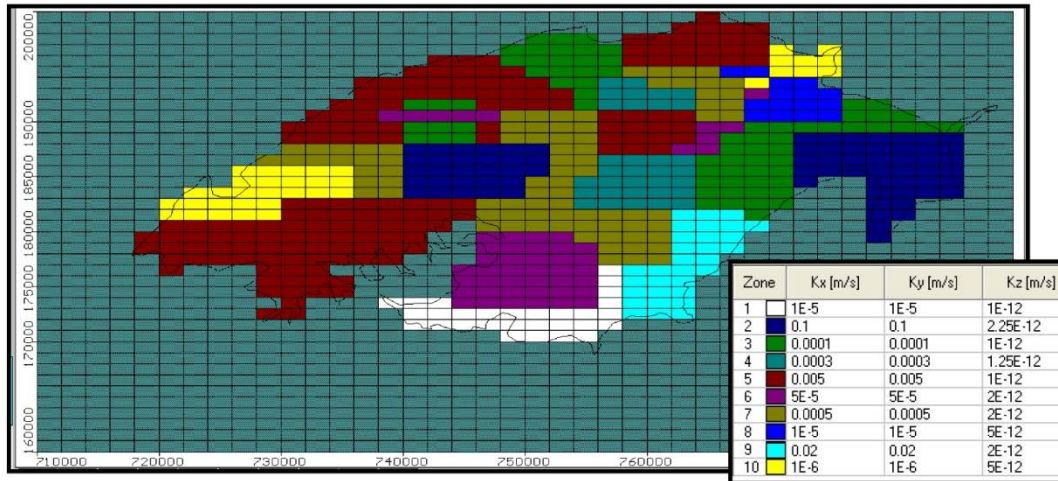 200000
190000
185000
180000
175000
170000
160000
710000 720000 730000 740000 750000 760000
Zone Kx [m/s] Ky [m/s] Kz [m/s]
1 1E-5 1E-5 1E-12
2 0.1 0.1 2.25E-12
3 0.0001 0.0001 1E-12
4 0.0003 0.0003 1.25E-12
5 0.005 0.005 1E-12
6 5E-5 5E-5 2E-12
7 0.0005 0.0005 2E-12
8 1E-5 1E-5 5E-12
9 0.02 0.02 2E-12
10 1E-6 1E-6 5E-12